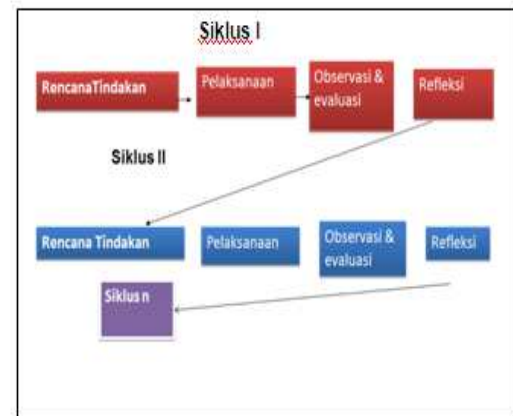 Siklus I
RencanaTindakan
Pelaksanaan
Observasi &
evaluasi
Refleksi
Siklus II
Rencana Tindakan
Pelaksanaan
Observasi &
evaluasi
Refleksi
Siklus n